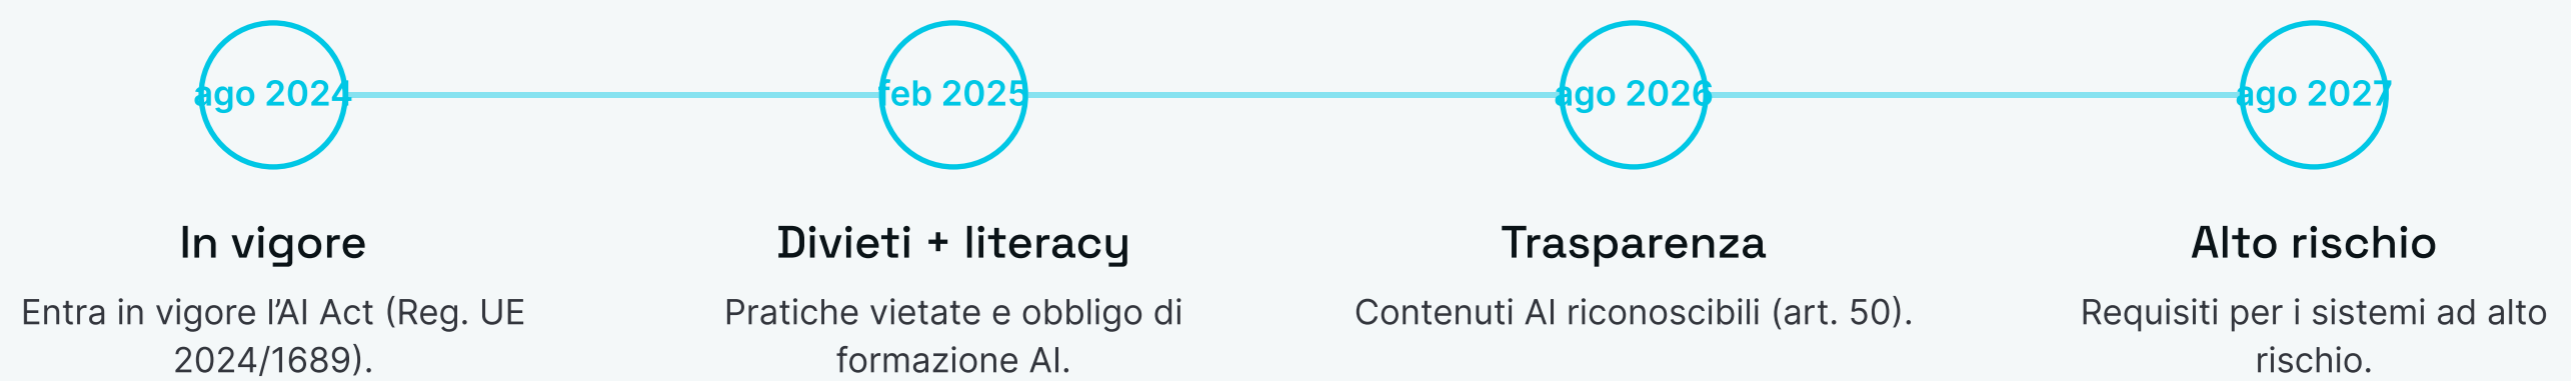 ago 2024
feb 2025
ago 2026
ago 2027
In vigore
Divieti + literacy
Trasparenza
Alto rischio
Entra in vigore l’AI Act (Reg. UE
2024/1689).
Pratiche vietate e obbligo di
formazione AI.
Contenuti AI riconoscibili (art. 50).
Requisiti per i sistemi ad alto
rischio.